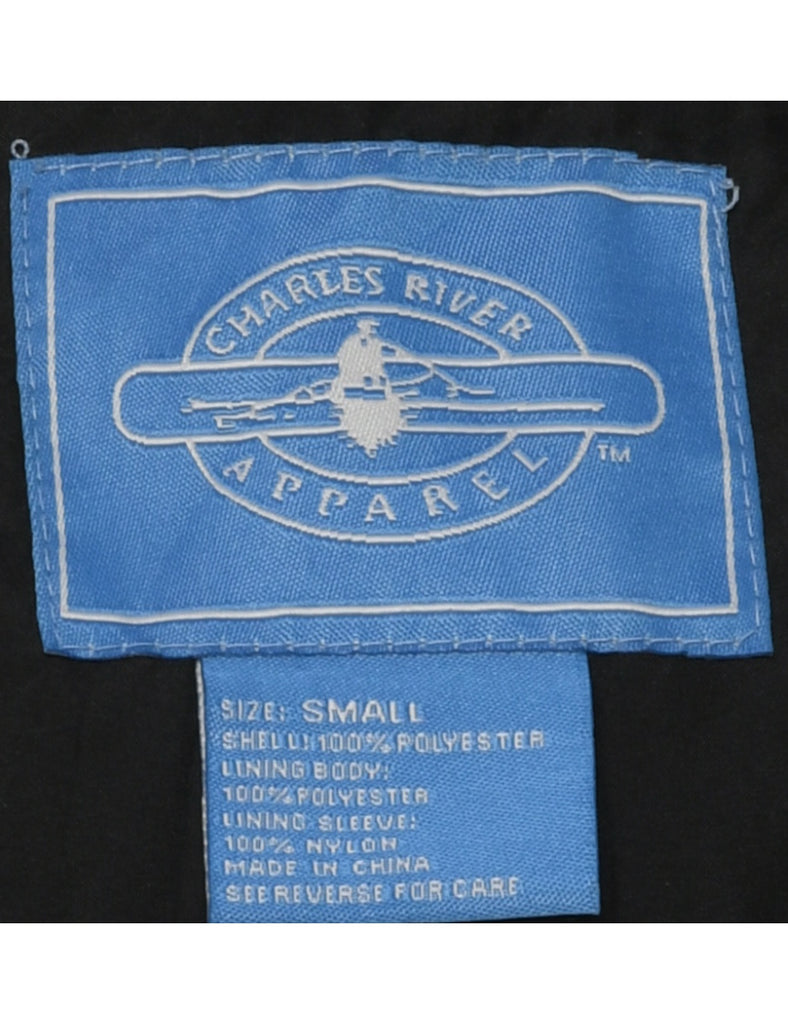 CHARLES RIVER
APPAREL
TM
SIZE: SMALL
SHELL: 100% POLYESTER
LINING BODY:
100% POLYESTER
LINING SLEEVE:
100% NYLON
MADE IN CHINA
SEE REVERSE FOR CARE